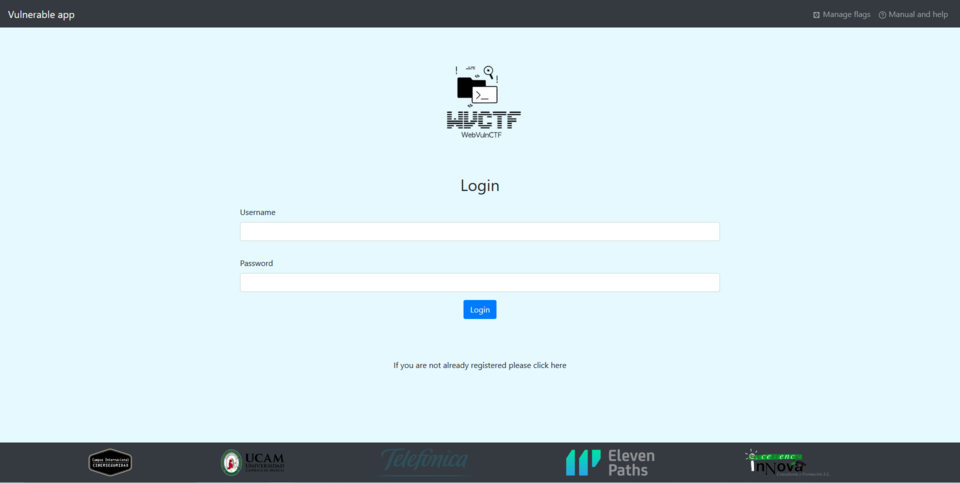 Vulnerable app
Manage flags
Manual and help
WVCTF
WebVulnCTF
Login
Username
Password
Login
If you are not already registered please click here
Campus Internacional
CIBERSEGURIDAD
UCAM
UNIVERSIDAD
Telefónica
Eleven
Paths
innova